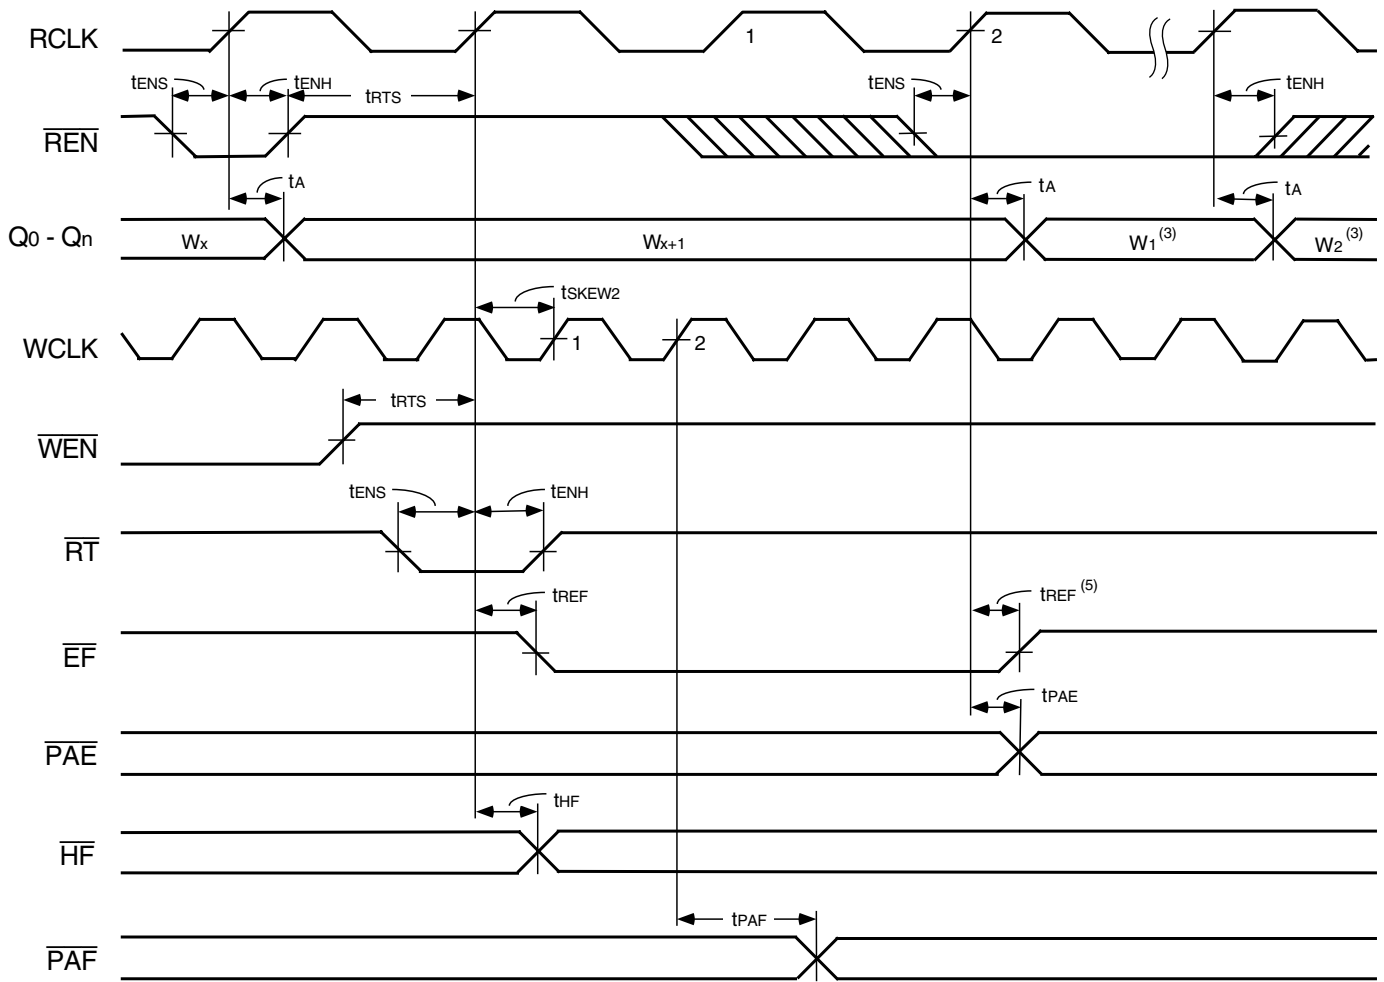 RCLK 1 2
tENS tENH tRTS tENS tENH
REN
tA tA tA
Q0 - Qn Wx Wx+1 W1(3) W2(3)
tSKEW2
WCLK 1 2
tRTS
WEN
tENS tENH
RT
tREF tREF(5)
EF
tPAE
PAE
tHF
HF
tPAF
PAF